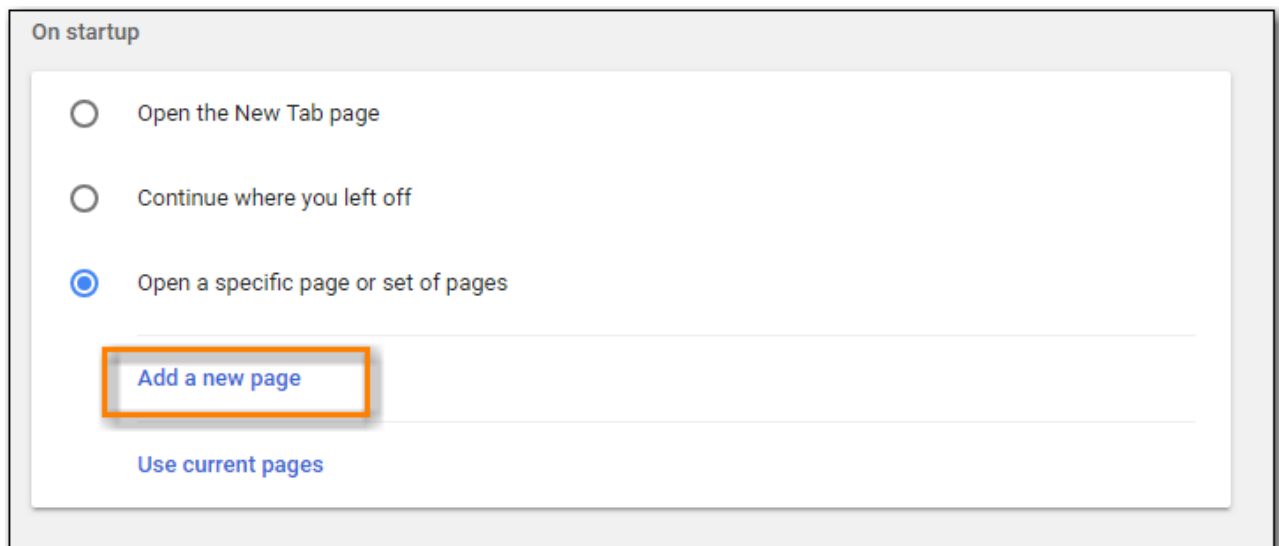 On startup
Open the New Tab page
Continue where you left off
Open a specific page or set of pages
Add a new page
Use current pages